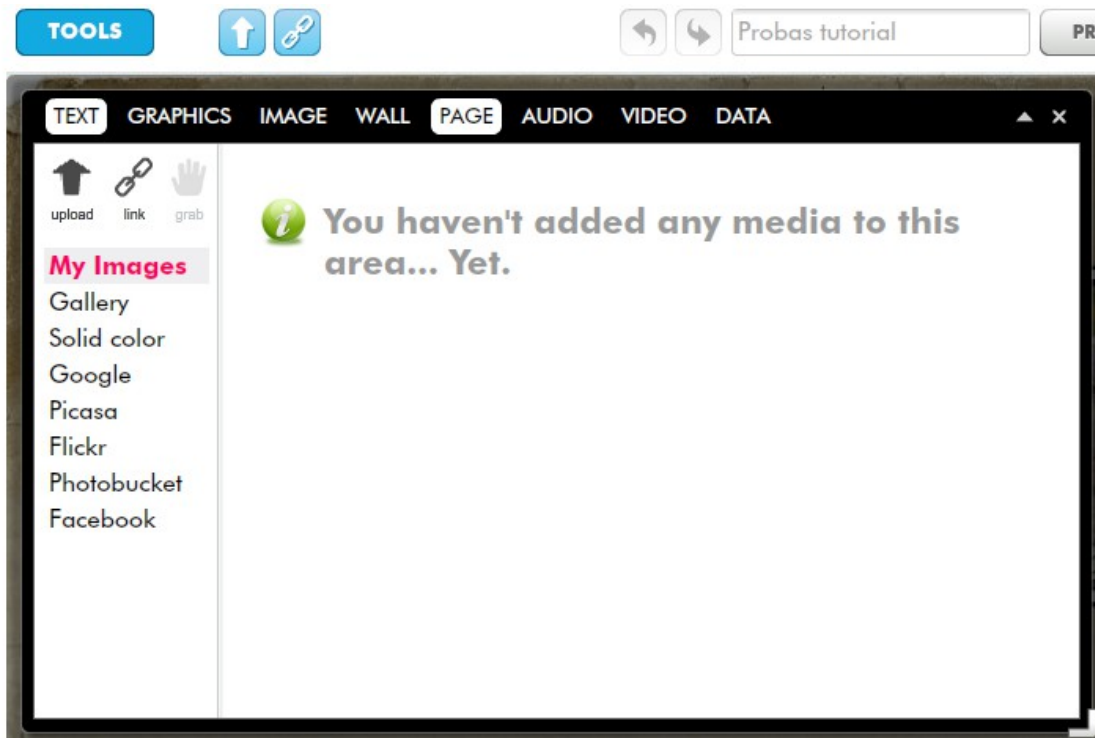 TOOLS Probas tutorial PR
TEXT GRAPHICS IMAGE WALL PAGE AUDIO VIDEO DATA
upload link grab
My Images
Gallery
Solid color
Google
Picasa
Flickr
Photobucket
Facebook
You haven't added any media to this
area... Yet.